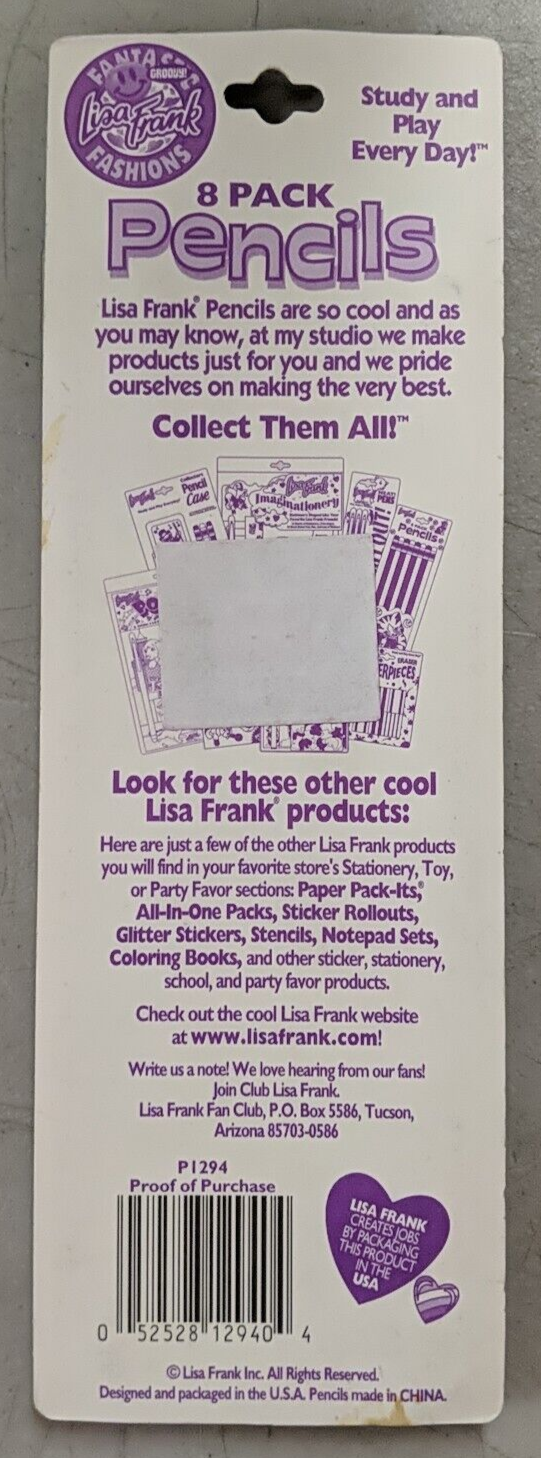 FANTASTIC
GROOVY!
Lisa Frank
FASHIONS
Study and
Play
Every Day!™
8 PACK
Pencils
Lisa Frank® Pencils are so cool and as
you may know, at my studio we make
products just for you and we pride
ourselves on making the very best.
Collect Them All!™
Pencil
Case
Lisa Frank
Imaginationery
Pencils
ERASER
ERPIECES
Look for these other cool
Lisa Frank® products:
Here are just a few of the other Lisa Frank products
you will find in your favorite store's Stationery, Toy,
or Party Favor sections: Paper Pack-Its,®
All-In-One Packs, Sticker Rollouts,
Glitter Stickers, Stencils, Notepad Sets,
Coloring Books, and other sticker, stationery,
school, and party favor products.
Check out the cool Lisa Frank website
at www.lisafrank.com!
Write us a note! We love hearing from our fans!
Join Club Lisa Frank.
Lisa Frank Fan Club, P.O. Box 5586, Tucson,
Arizona 85703-0586
P1294
Proof of Purchase
0 52528 12940 4
LISA FRANK
CREATES JOBS
BY PACKAGING
THIS PRODUCT
IN THE
USA
© Lisa Frank Inc. All Rights Reserved.
Designed and packaged in the U.S.A. Pencils made in CHINA.